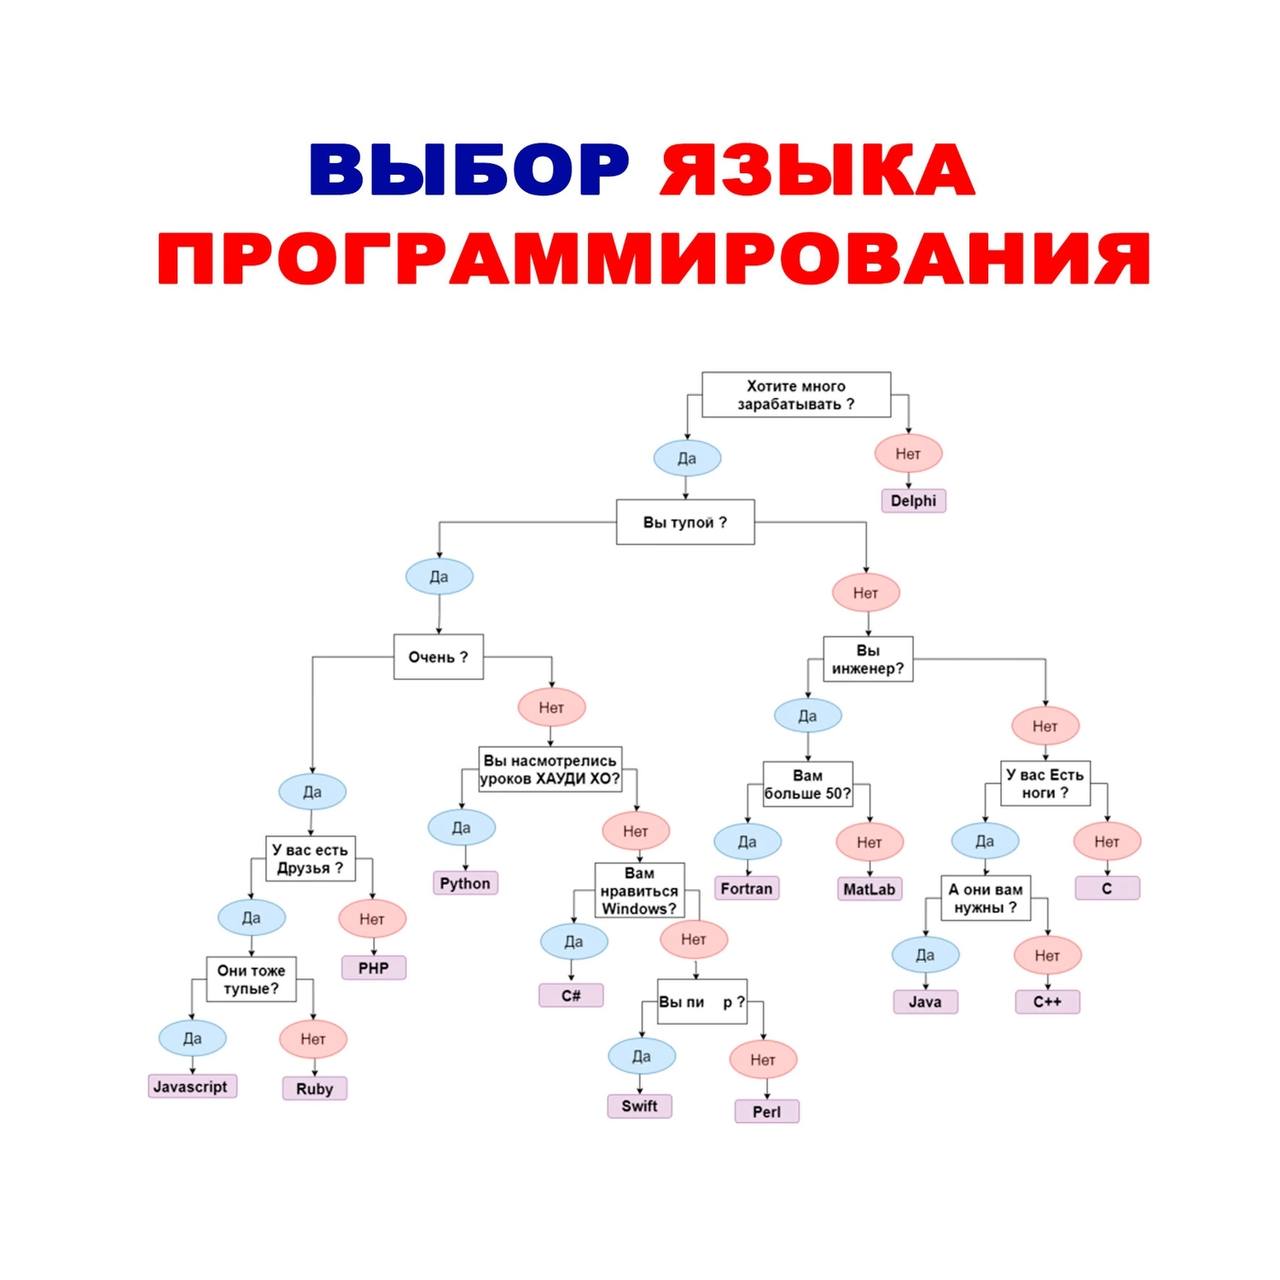 ВЫБОР ЯЗЫКА
ПРОГРАММИРОВАНИЯ
Хотите много
зарабатывать ?
Да
Нет
Delphi
Вы тупой ?
Да
Нет
Очень ?
Вы
инженер?
Нет
Да
Нет
Вы насмотрелись
уроков ХАУДИ ХО?
Вам
больше 50?
У вас Есть
ноги ?
Да
Да
Нет
Да
Нет
Да
Нет
У вас есть
Друзья ?
Python
Вам
нравиться
Windows?
Fortran
MatLab
А они вам
нужны ?
C
Да
Нет
Да
Нет
Да
Нет
PHP
Они тоже
тупые?
C#
Вы пи р ?
Java
C++
Да
Нет
Да
Нет
Javascript
Ruby
Swift
Perl